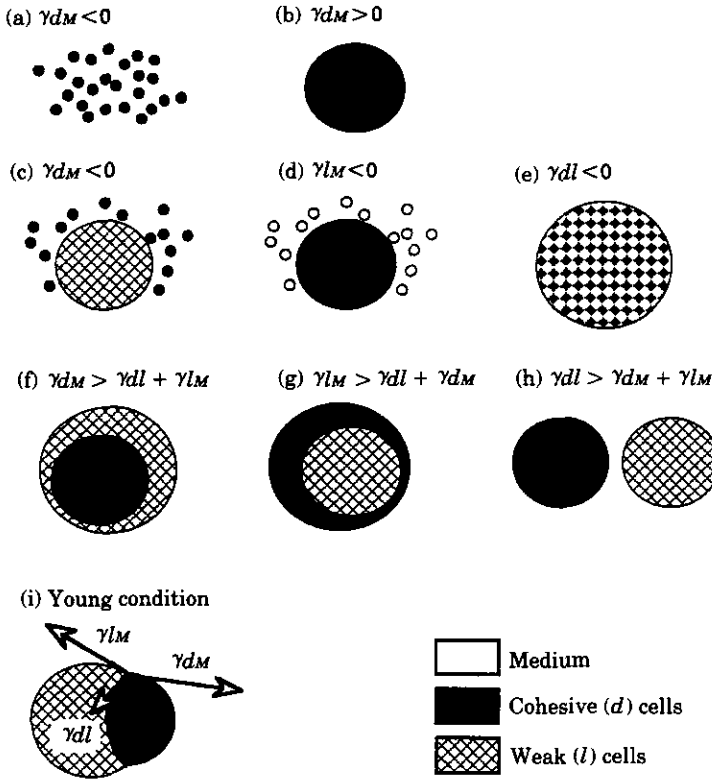 (a) γdM<0
(b) γdM>0
(c) γdM<0
(d) γlM<0
(e) γdl<0
(f) γdM > γdl + γlM
(g) γlM > γdl + γdM
(h) γdl > γdM + γlM
(i) Young condition
γlM
γdM
γdl
Medium
Cohesive (d) cells
Weak (l) cells